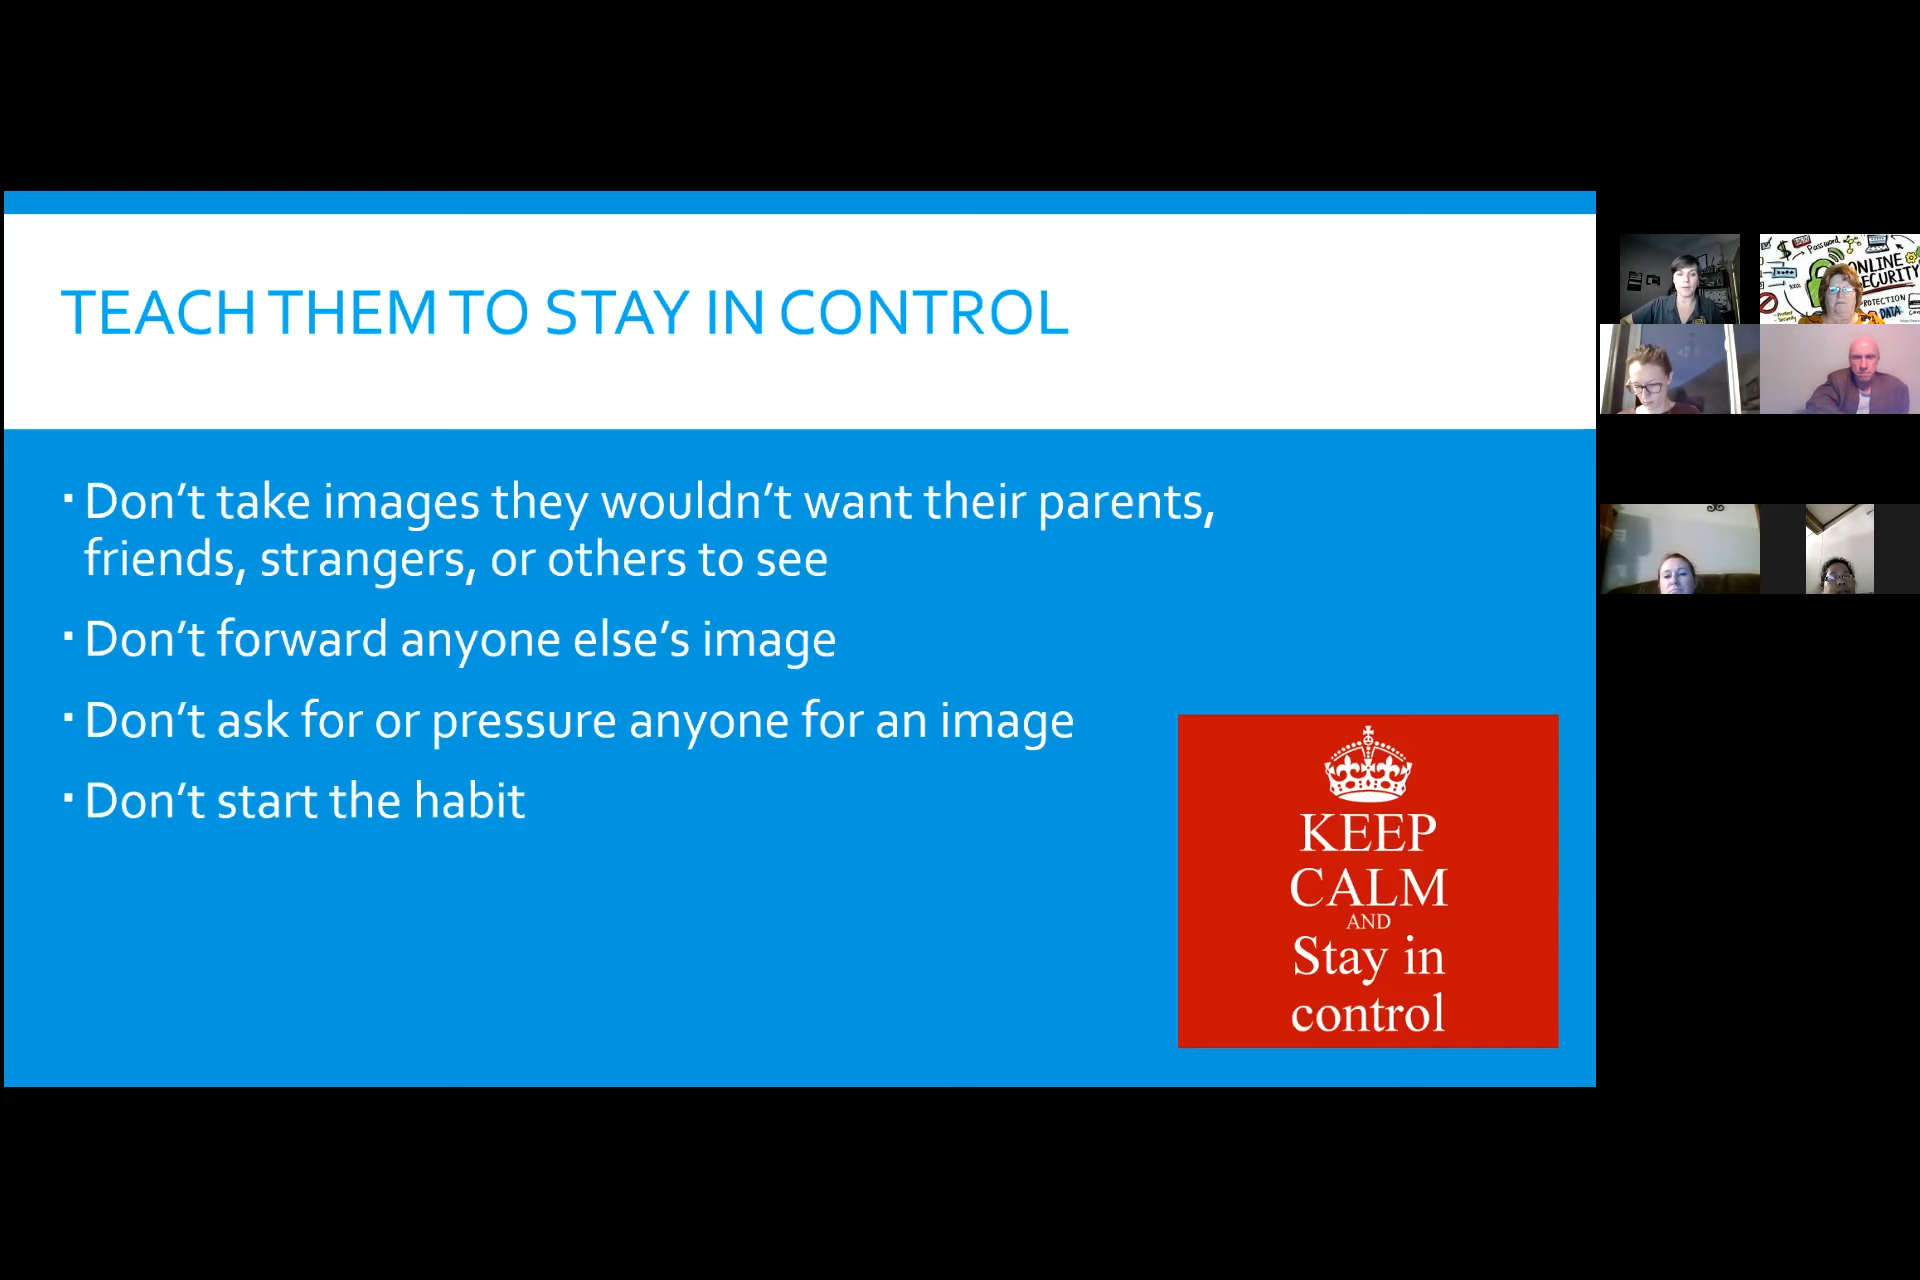 TEACH THEM TO STAY IN CONTROL
▪ Don't take images they wouldn't want their parents,
friends, strangers, or others to see
▪ Don't forward anyone else's image
▪ Don't ask for or pressure anyone for an image
▪ Don't start the habit
KEEP
CALM
AND
Stay in
control
Password
ONLINE
SECURITY
PROTECTION
DATA